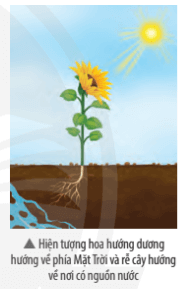 ▲ Hiện tượng hoa hướng dương
hướng về phía Mặt Trời và rễ cây hướng
về nơi có nguồn nước